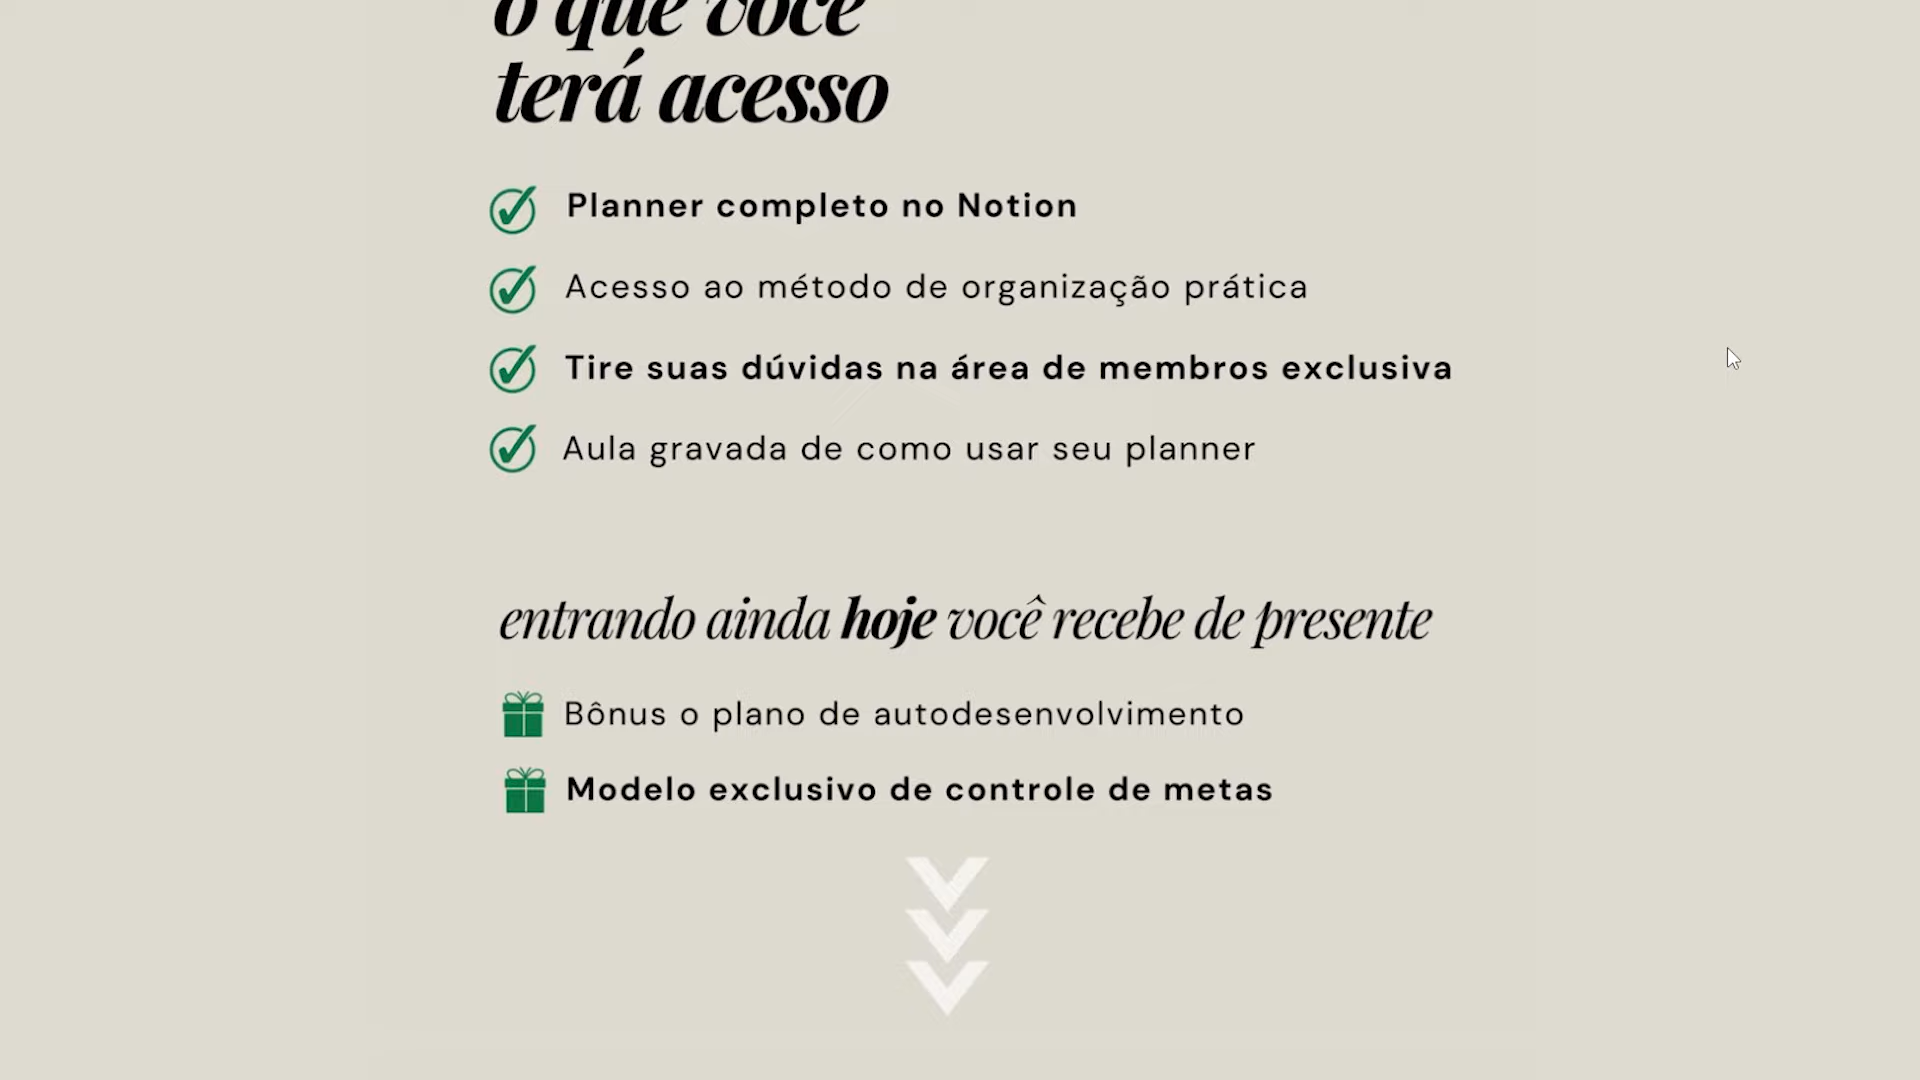 o que você
terá acesso
Planner completo no Notion
Acesso ao método de organização prática
Tire suas dúvidas na área de membros exclusiva
Aula gravada de como usar seu planner
entrando ainda hoje você recebe de presente
Bônus o plano de autodesenvolvimento
Modelo exclusivo de controle de metas